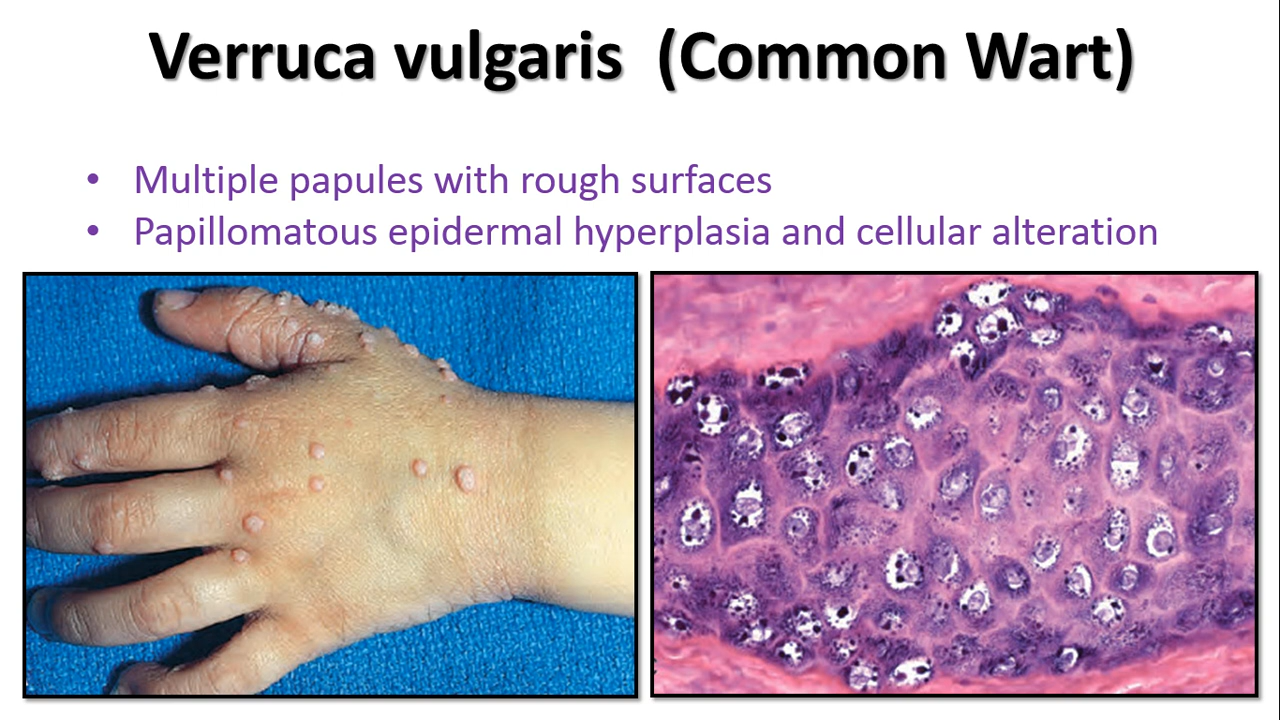 Verruca vulgaris (Common Wart)
• Multiple papules with rough surfaces
• Papillomatous epidermal hyperplasia and cellular alteration